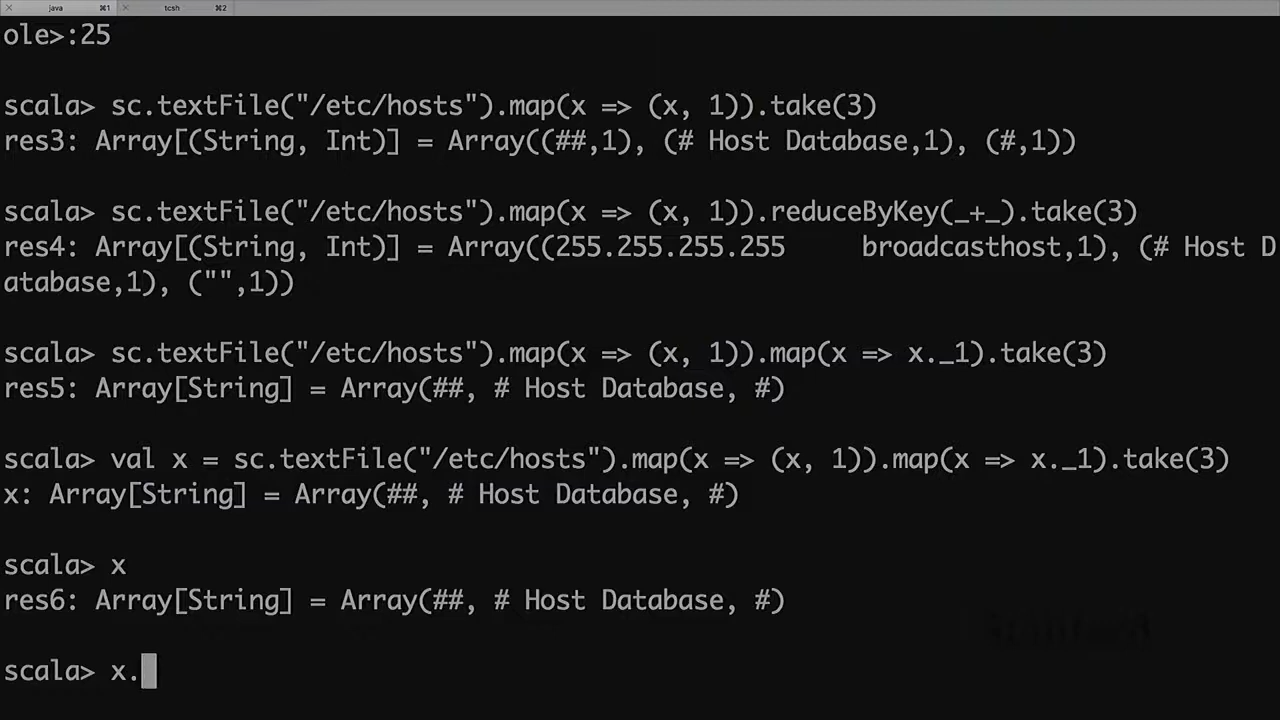 java ⌘1 tcsh ⌘2
ole>:25
scala> sc.textFile("/etc/hosts").map(x => (x, 1)).take(3)
res3: Array[(String, Int)] = Array((##,1), (# Host Database,1), (#,1))
scala> sc.textFile("/etc/hosts").map(x => (x, 1)).reduceByKey(_+_).take(3)
res4: Array[(String, Int)] = Array((255.255.255.255     broadcasthost,1), (# Host D
atabase,1), ("",1))
scala> sc.textFile("/etc/hosts").map(x => (x, 1)).map(x => x._1).take(3)
res5: Array[String] = Array(##, # Host Database, #)
scala> val x = sc.textFile("/etc/hosts").map(x => (x, 1)).map(x => x._1).take(3)
x: Array[String] = Array(##, # Host Database, #)
scala> x
res6: Array[String] = Array(##, # Host Database, #)
scala> x.